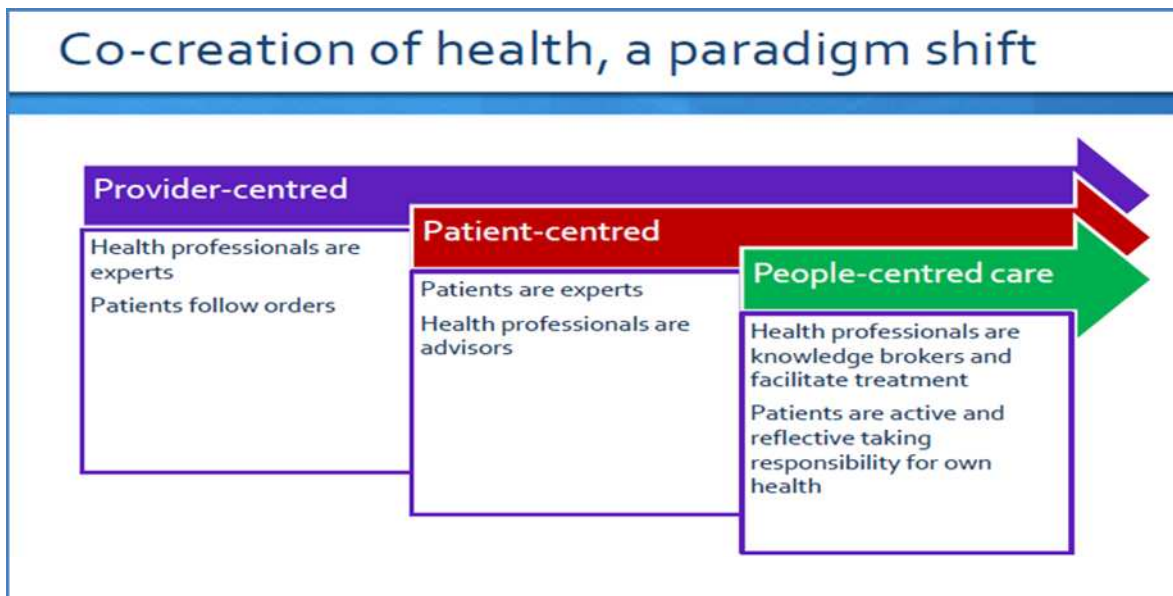 Co-creation of health, a paradigm shift
Provider-centred
Health professionals are
experts
Patients follow orders
Patient-centred
Patients are experts
Health professionals are
advisors
People-centred care
Health professionals are
knowledge brokers and
facilitate treatment
Patients are active and
reflective taking
responsibility for own
health